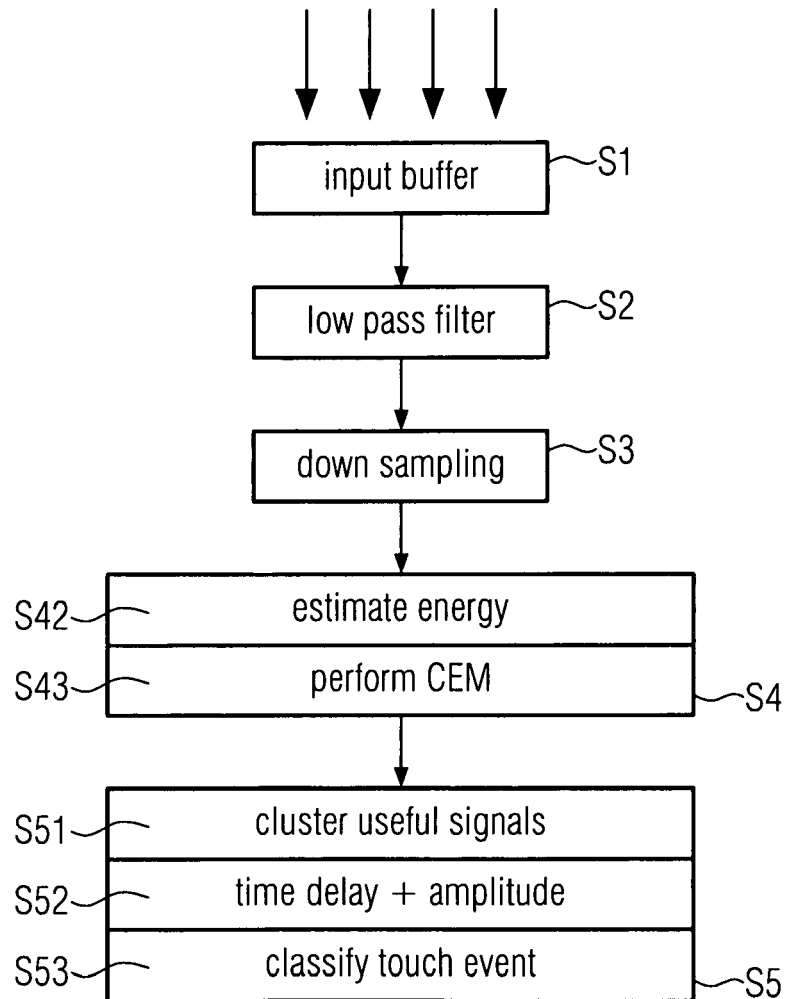 input buffer S1
low pass filter S2
down sampling S3
S42 estimate energy
S43 perform CEM S4
S51 cluster useful signals
S52 time delay + amplitude
S53 classify touch event S5